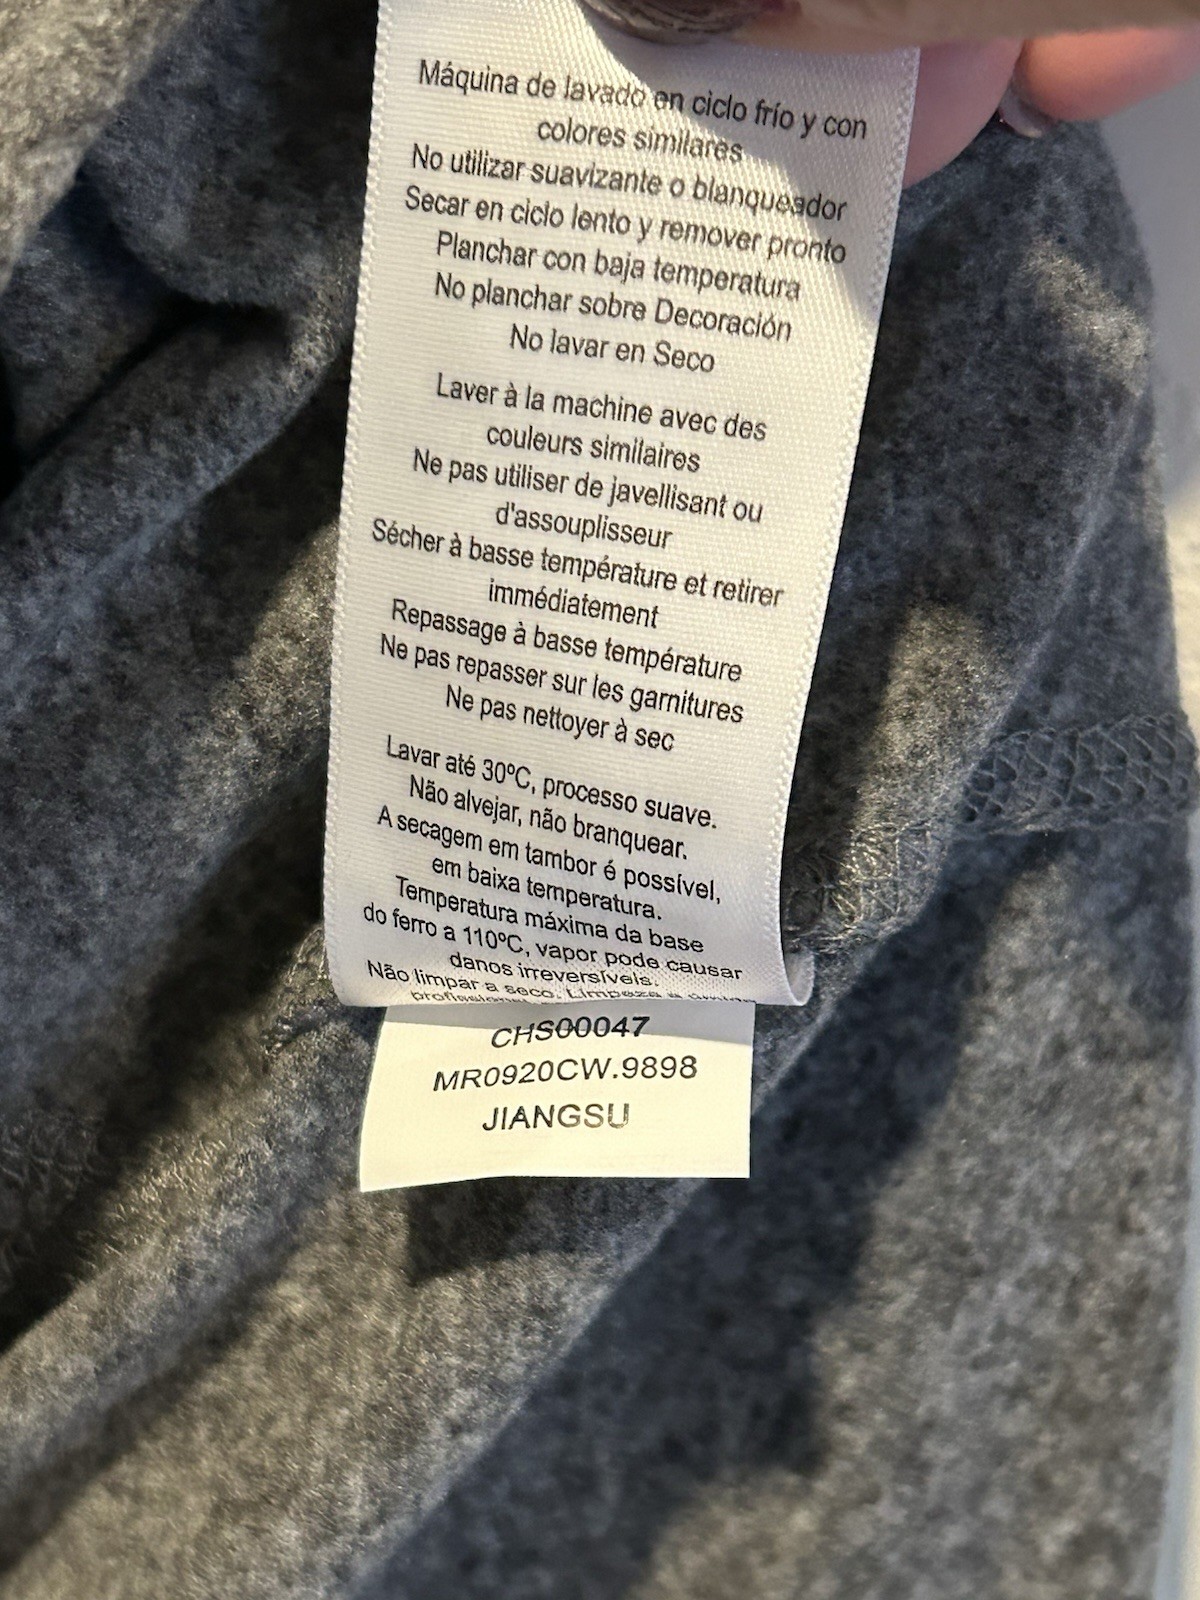 Máquina de lavado en ciclo frío y con
colores similares
No utilizar suavizante o blanqueador
Secar en ciclo lento y remover pronto
Planchar con baja temperatura
No planchar sobre Decoración
No lavar en Seco
Laver à la machine avec des
couleurs similaires
Ne pas utiliser de javellisant ou
d'assouplisseur
Sécher à basse température et retirer
immédiatement
Repassage à basse température
Ne pas repasser sur les garnitures
Ne pas nettoyer à sec
Lavar até 30ºC, processo suave.
Não alvejar, não branquear.
A secagem em tambor é possível,
em baixa temperatura.
Temperatura máxima da base
do ferro a 110ºC, vapor pode causar
danos irreversíveis.
Não limpar a seco. Limpeza a
CHS00047
MR0920CW.9898
JIANGSU